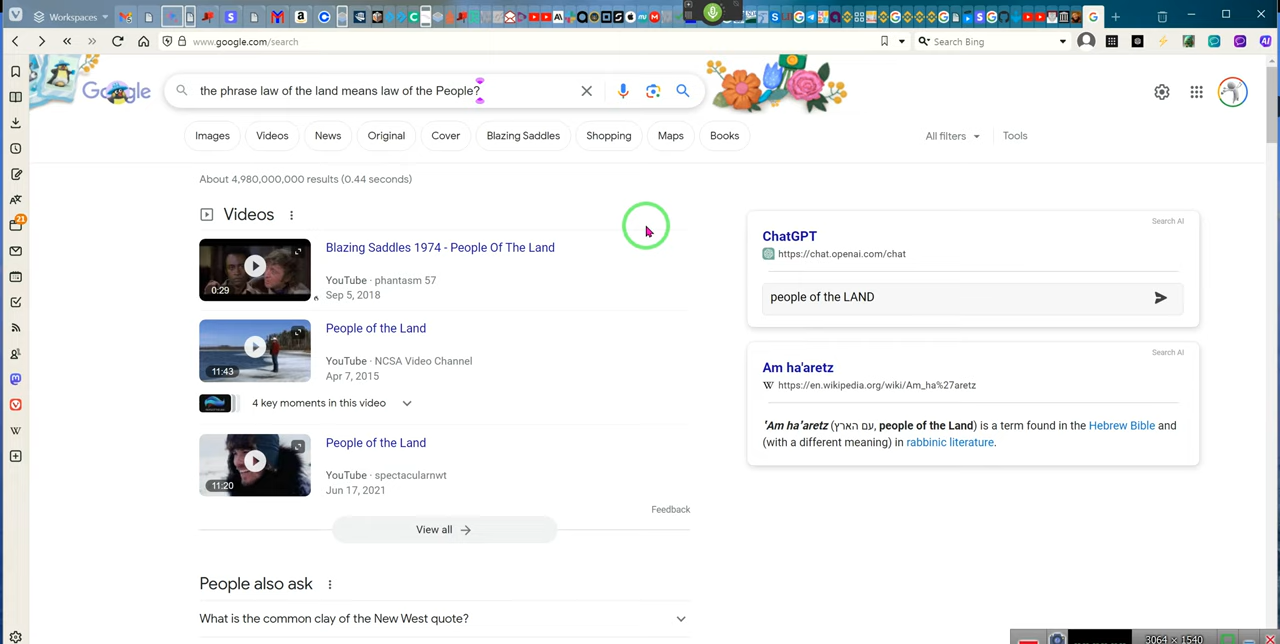 Workspaces
www.google.com/search
Search Bing
Google
the phrase law of the land means law of the People?
Images
Videos
News
Original
Cover
Blazing Saddles
Shopping
Maps
Books
All filters
Tools
About 4,980,000,000 results (0.44 seconds)
Videos
Blazing Saddles 1974 - People Of The Land
YouTube · phantasm 57
Sep 5, 2018
0:29
People of the Land
YouTube · NCSA Video Channel
Apr 7, 2015
11:43
4 key moments in this video
People of the Land
YouTube · spectacularnwt
Jun 17, 2021
11:20
Feedback
View all
People also ask
What is the common clay of the New West quote?
Search AI
ChatGPT
https://chat.openai.com/chat
people of the LAND
Search AI
Am ha'aretz
W https://en.wikipedia.org/wiki/Am_ha%27aretz
ʻAm haʼaretz (עם הארץ, people of the Land) is a term found in the Hebrew Bible and
(with a different meaning) in rabbinic literature.
21
AI
3064 x 1540